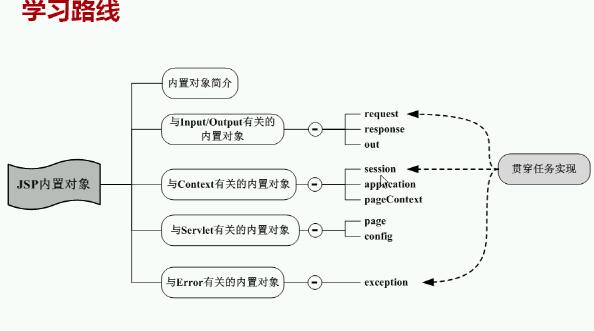 学习路线
内置对象简介
与Input/Output有关的
内置对象
request
response
out
JSP内置对象
与Context有关的内置对象
session
application
pageContext
贯穿任务实现
与Servlet有关的内置对象
page
config
与Error有关的内置对象
exception